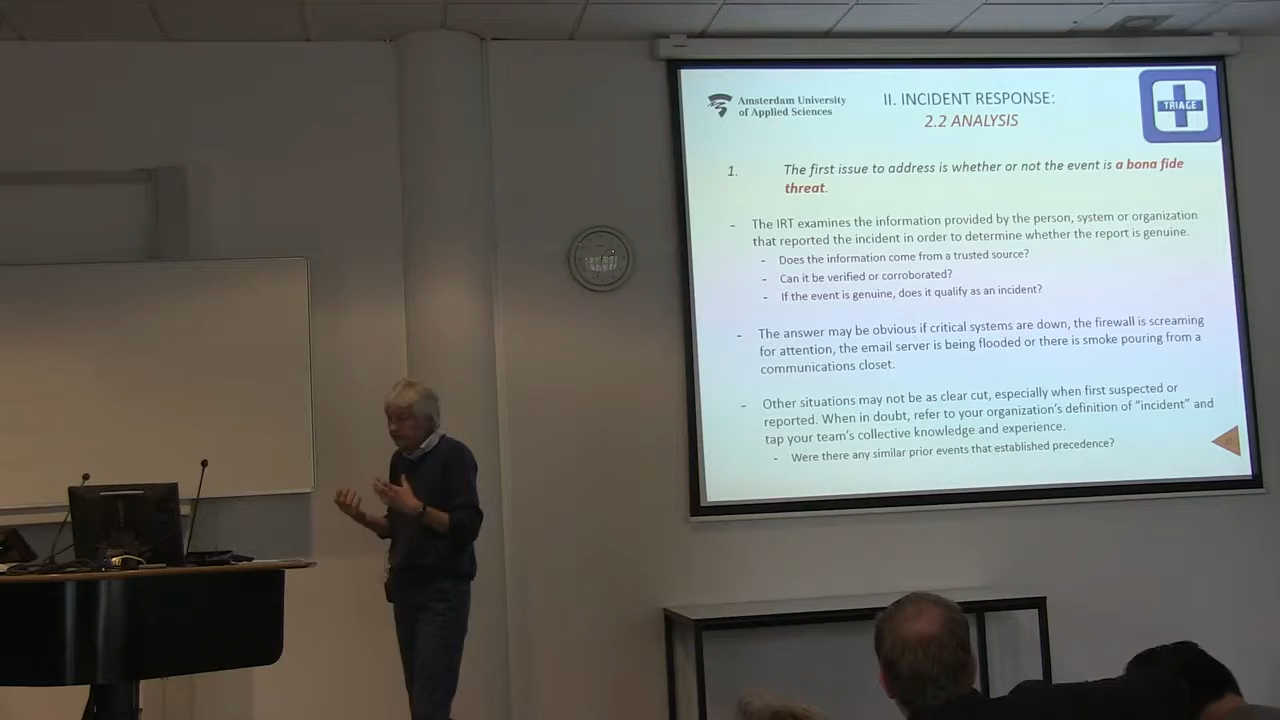 Amsterdam University
of Applied Sciences
II. INCIDENT RESPONSE:
2.2 ANALYSIS
TRIAGE
1. The first issue to address is whether or not the event is a bona fide
threat.
- The IRT examines the information provided by the person, system or organization
that reported the incident in order to determine whether the report is genuine.
- Does the information come from a trusted source?
- Can it be verified or corroborated?
- If the event is genuine, does it qualify as an incident?
- The answer may be obvious if critical systems are down, the firewall is screaming
for attention, the email server is being flooded or there is smoke pouring from a
communications closet.
- Other situations may not be as clear cut, especially when first suspected or
reported. When in doubt, refer to your organization's definition of "incident" and
tap your team's collective knowledge and experience.
- Were there any similar prior events that established precedence?